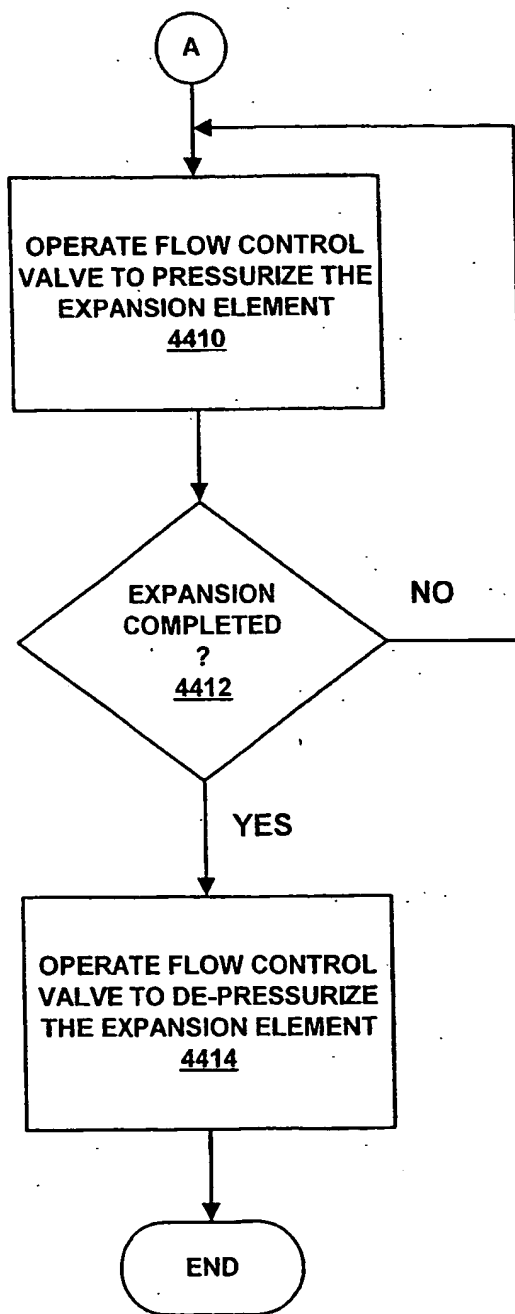 A
OPERATE FLOW CONTROL
VALVE TO PRESSURIZE THE
EXPANSION ELEMENT
4410
EXPANSION
COMPLETED
?
4412
NO
YES
OPERATE FLOW CONTROL
VALVE TO DE-PRESSURIZE
THE EXPANSION ELEMENT
4414
END